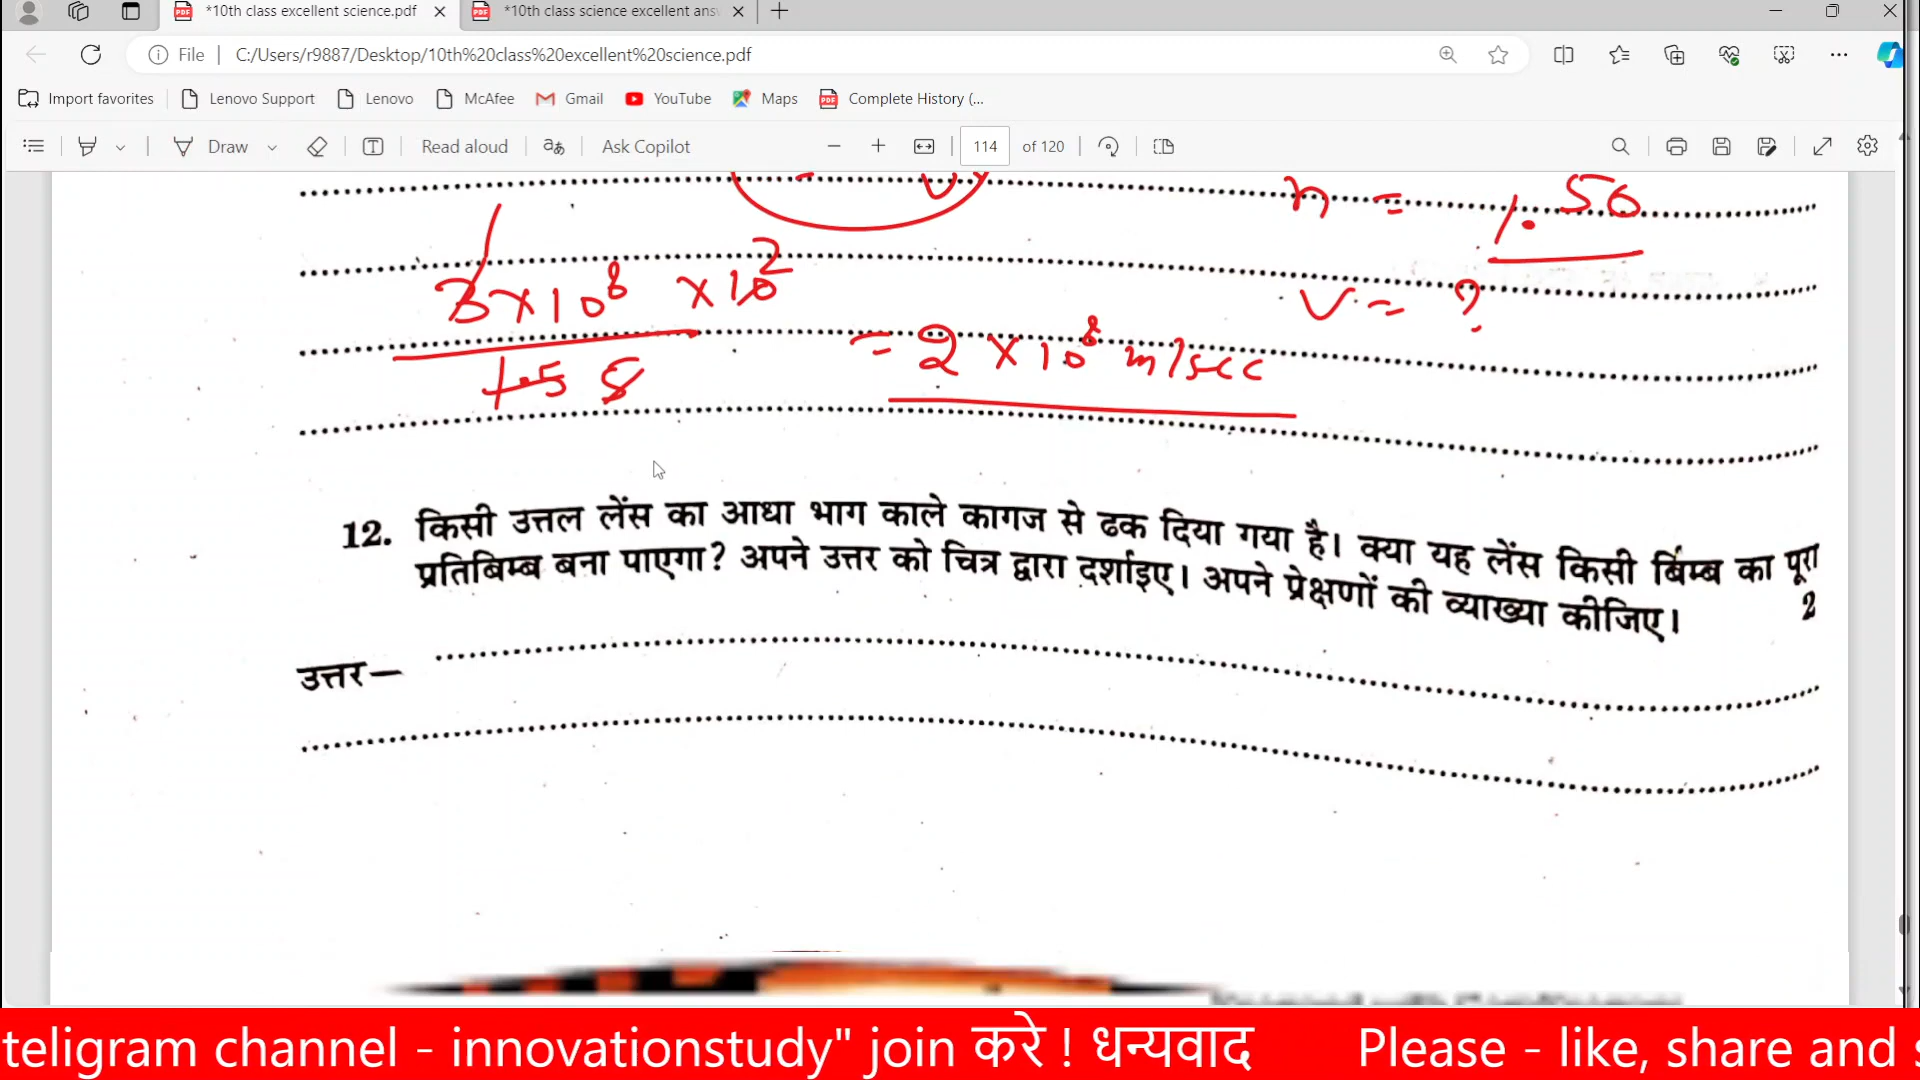 *10th class excellent science.pdf
*10th class science excellent ans
File
C:/Users/r9887/Desktop/10th%20class%20excellent%20science.pdf
Import favorites
Lenovo Support
Lenovo
McAfee
Gmail
YouTube
Maps
Complete History (...
Draw
Read aloud
Ask Copilot
114 of 120
n = 1.50
3×10⁸ ×10²
v = ?
= 2 × 10⁸ m/sec
12. किसी उत्तल लेंस का आधा भाग काले कागज से ढक दिया गया है। क्या यह लेंस किसी बिम्ब का पूरा
प्रतिबिम्ब बना पाएगा? अपने उत्तर को चित्र द्वारा दर्शाइए। अपने प्रेक्षणों की व्याख्या कीजिए। 2
उत्तर—
teligram channel - innovationstudy" join करे ! धन्यवाद Please - like, share and s